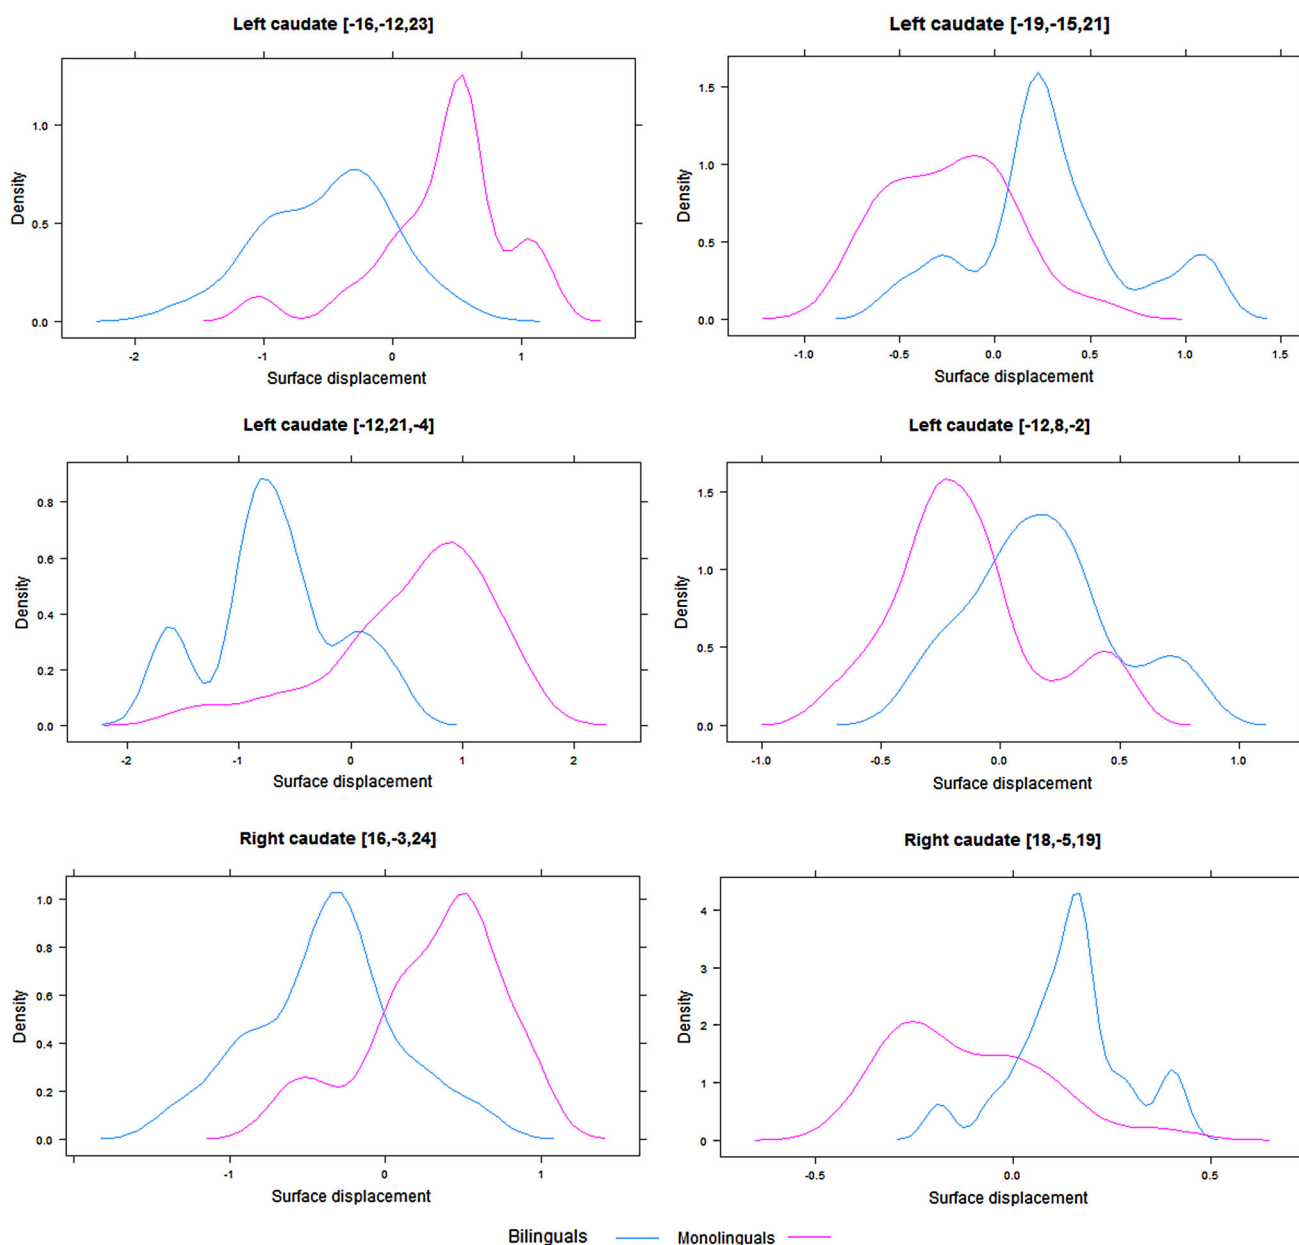 Left caudate [-16,-12,23]
Left caudate [-19,-15,21]
Density
1.0
0.5
0.0
-2
-1
0
1
Surface displacement
Density
1.5
1.0
0.5
0.0
-1.0
-0.5
0.0
0.5
1.0
1.5
Surface displacement
Left caudate [-12,21,-4]
Left caudate [-12,8,-2]
Density
0.8
0.6
0.4
0.2
0.0
-2
-1
0
1
2
Surface displacement
Density
1.5
1.0
0.5
0.0
-1.0
-0.5
0.0
0.5
1.0
Surface displacement
Right caudate [16,-3,24]
Right caudate [18,-5,19]
Density
1.0
0.8
0.6
0.4
0.2
0.0
-1
0
1
Surface displacement
Density
4
3
2
1
0
-0.5
0.0
0.5
Surface displacement
Bilinguals
Monolinguals